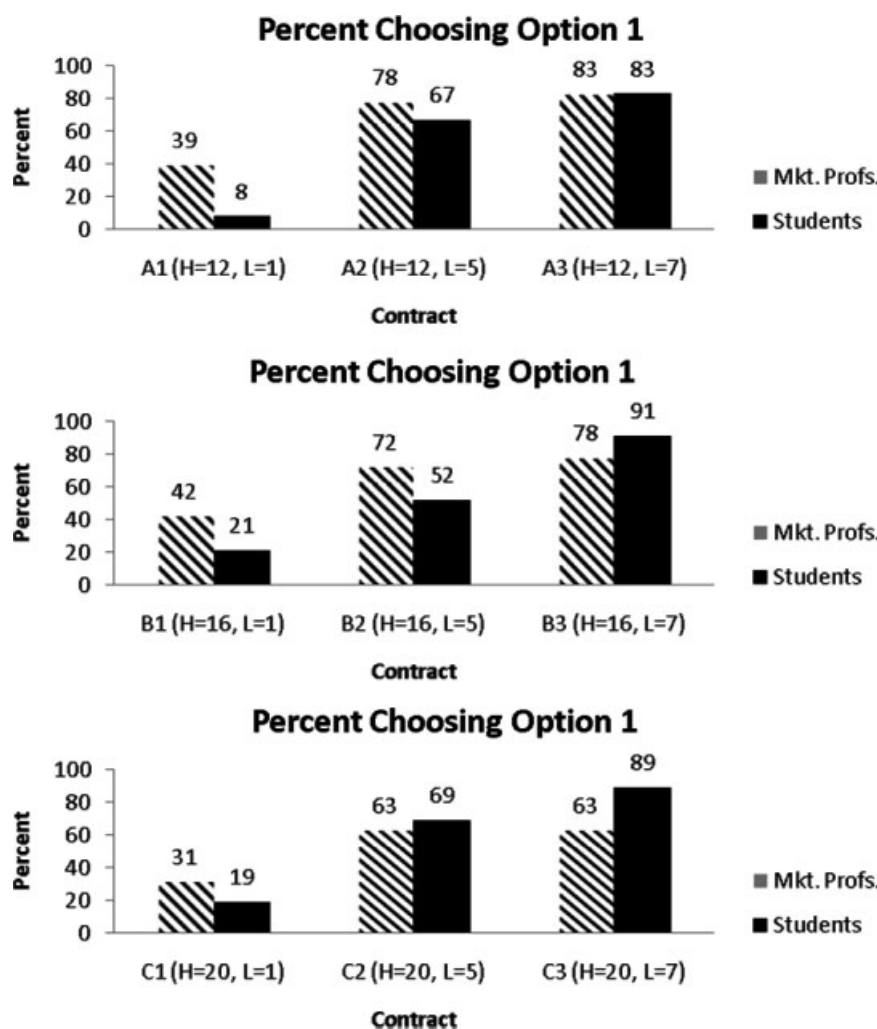 Percent Choosing Option 1
Percent
100
80
60
40
20
0
39
8
78
67
83
83
A1 (H=12, L=1)
A2 (H=12, L=5)
A3 (H=12, L=7)
Contract
Mkt. Profs.
Students
Percent Choosing Option 1
Percent
100
80
60
40
20
0
42
21
72
52
78
91
B1 (H=16, L=1)
B2 (H=16, L=5)
B3 (H=16, L=7)
Contract
Mkt. Profs.
Students
Percent Choosing Option 1
Percent
100
80
60
40
20
0
31
19
63
69
63
89
C1 (H=20, L=1)
C2 (H=20, L=5)
C3 (H=20, L=7)
Contract
Mkt. Profs.
Students